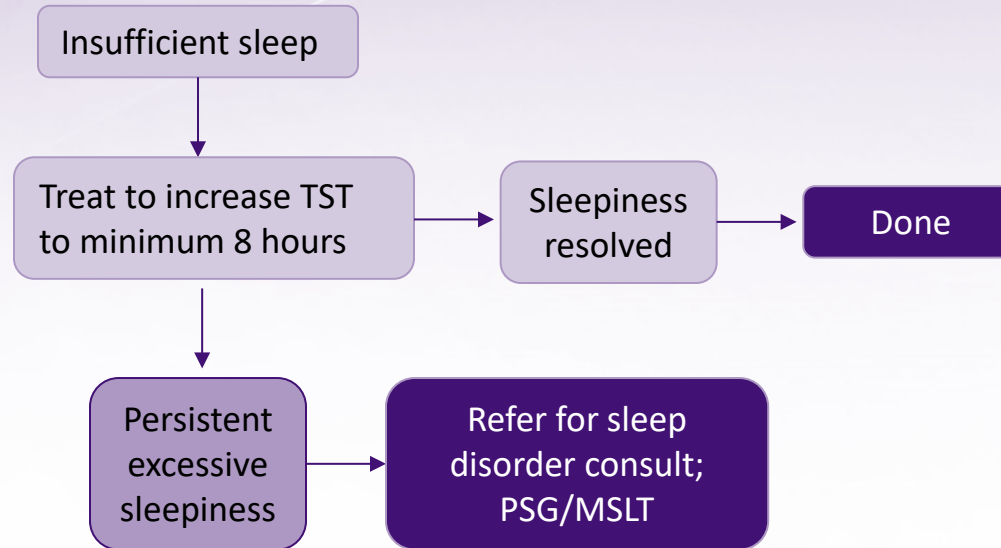 Insufficient sleep
Treat to increase TST
to minimum 8 hours
Sleepiness
resolved
Done
Persistent
excessive
sleepiness
Refer for sleep
disorder consult;
PSG/MSLT